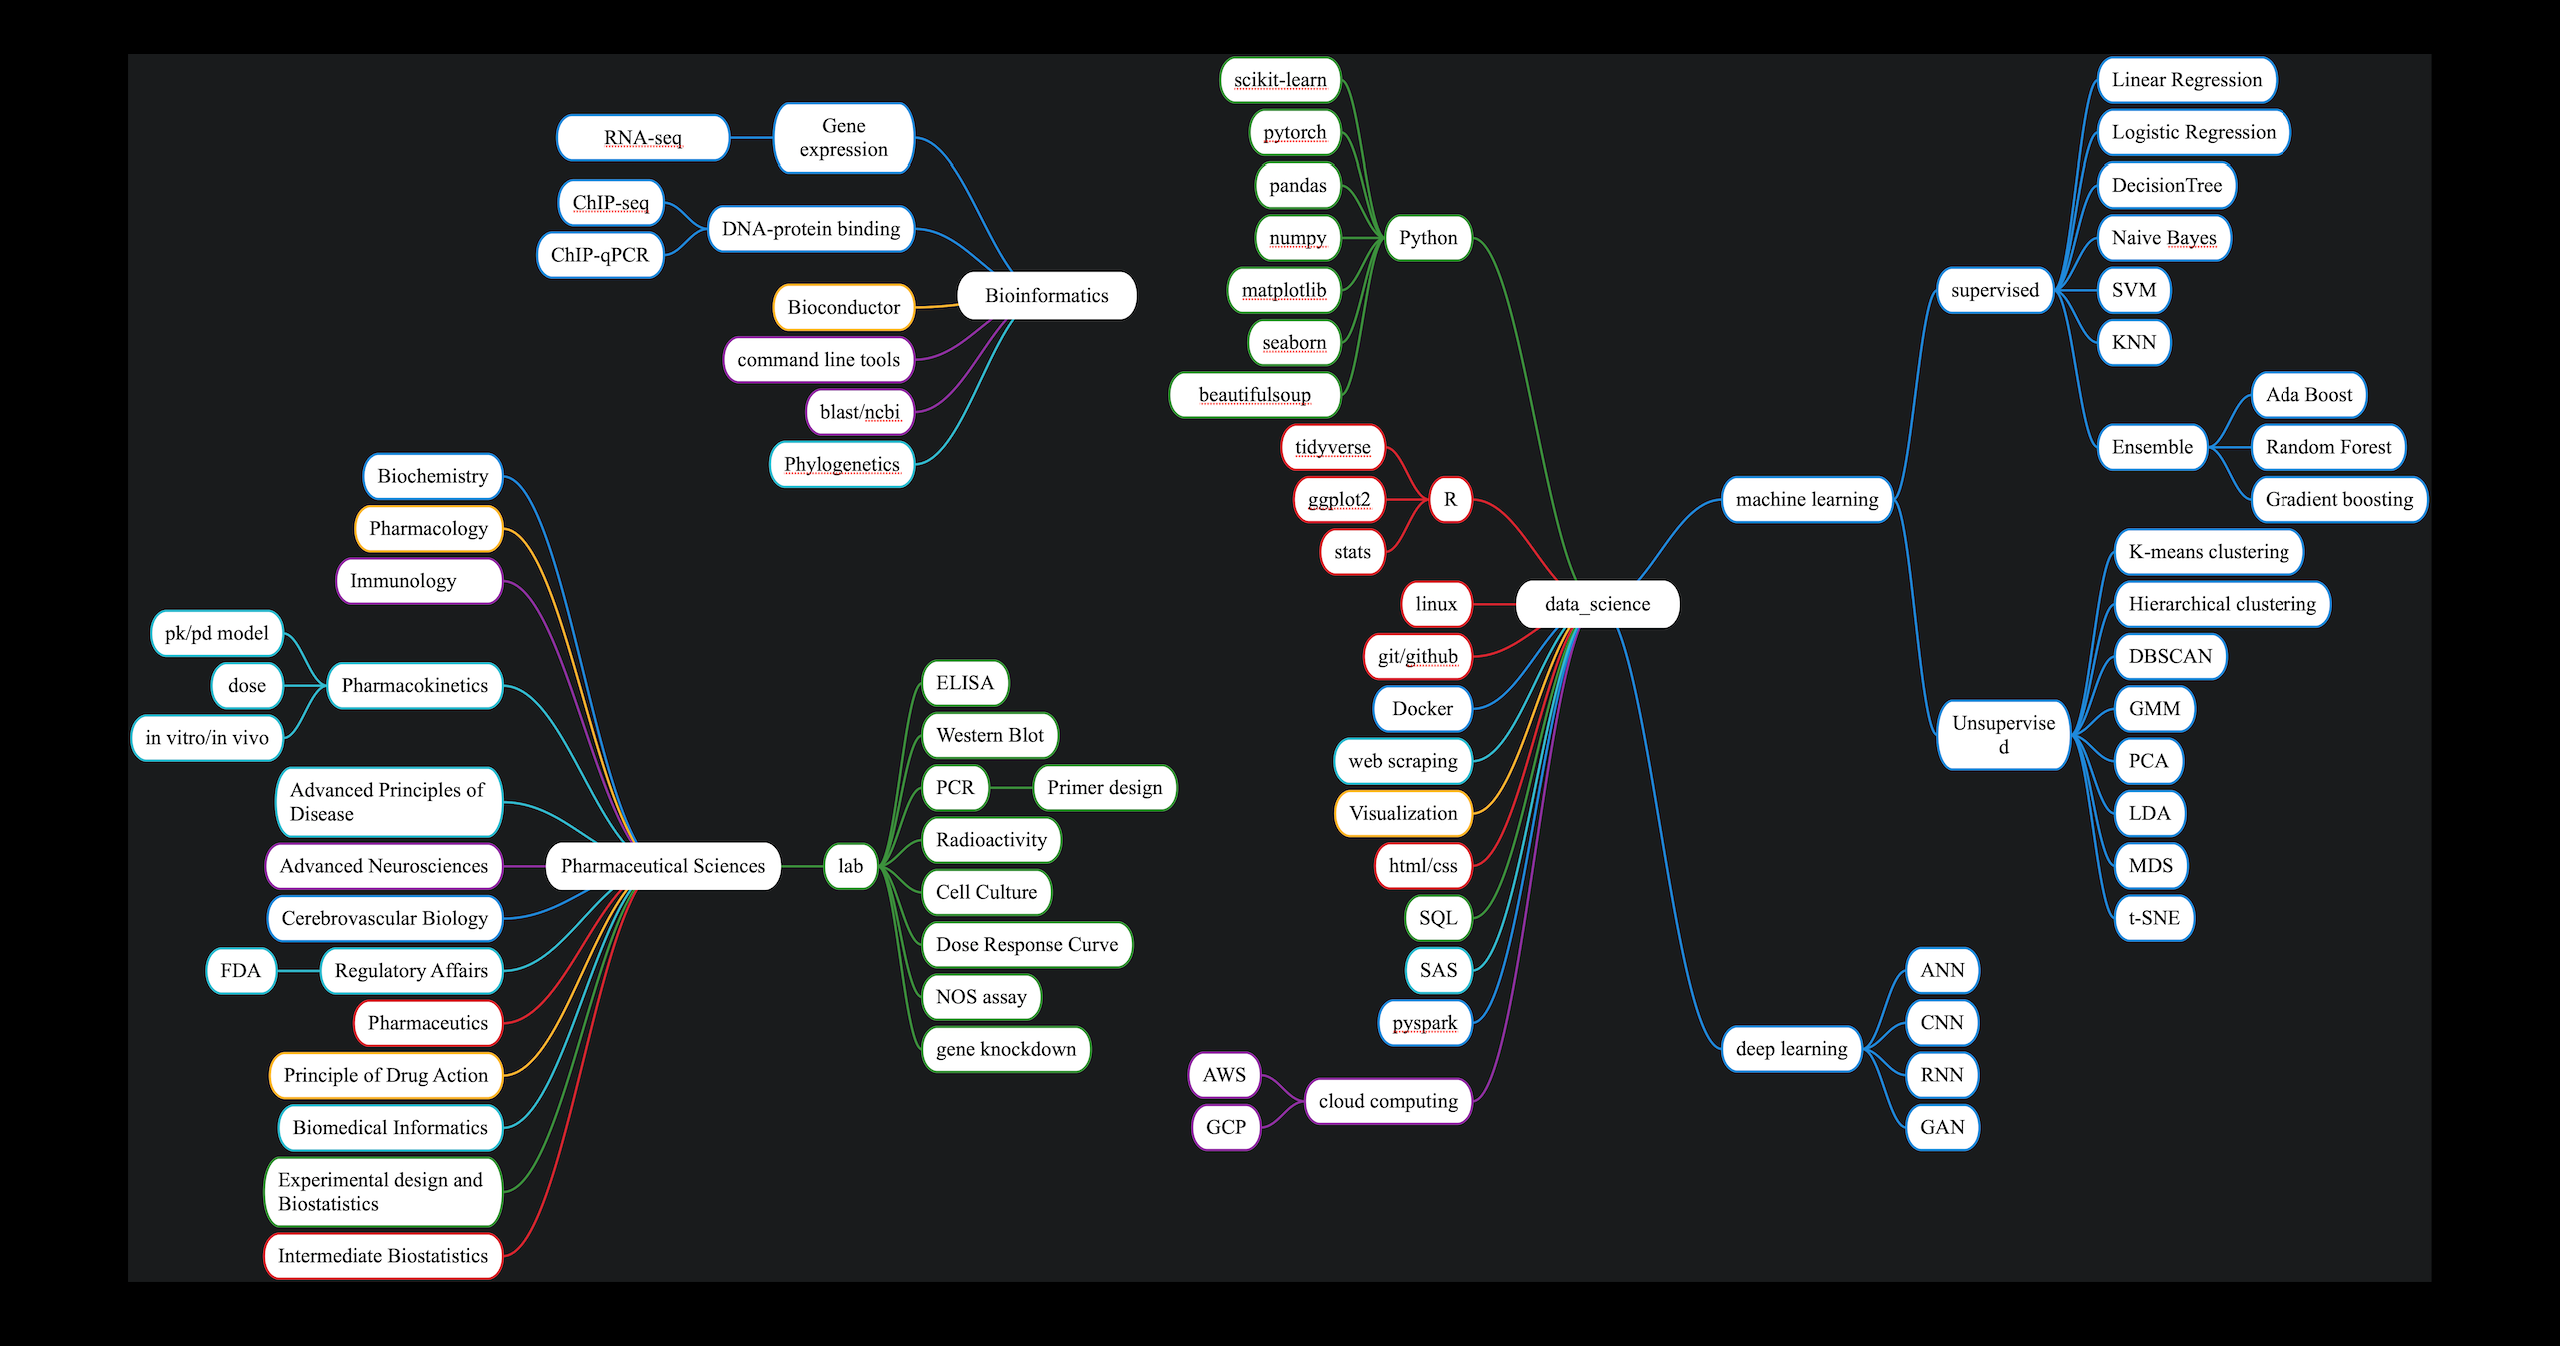 RNA-seq
Gene
expression
ChIP-seq
ChIP-qPCR
DNA-protein binding
Bioconductor
command line tools
blast/ncbi
Phylogenetics
Bioinformatics
Biochemistry
Pharmacology
Immunology
pk/pd model
dose
in vitro/in vivo
Pharmacokinetics
Advanced Principles of
Disease
Advanced Neurosciences
Cerebrovascular Biology
FDA
Regulatory Affairs
Pharmaceutics
Principle of Drug Action
Biomedical Informatics
Experimental design and
Biostatistics
Intermediate Biostatistics
Pharmaceutical Sciences
lab
ELISA
Western Blot
PCR
Primer design
Radioactivity
Cell Culture
Dose Response Curve
NOS assay
gene knockdown
scikit-learn
pytorch
pandas
numpy
matplotlib
seaborn
beautifulsoup
Python
tidyverse
ggplot2
stats
R
linux
git/github
Docker
web scraping
Visualization
html/css
SQL
SAS
pyspark
AWS
GCP
cloud computing
data_science
machine learning
supervised
Linear Regression
Logistic Regression
DecisionTree
Naive Bayes
SVM
KNN
Ensemble
Ada Boost
Random Forest
Gradient boosting
Unsupervise
d
K-means clustering
Hierarchical clustering
DBSCAN
GMM
PCA
LDA
MDS
t-SNE
deep learning
ANN
CNN
RNN
GAN